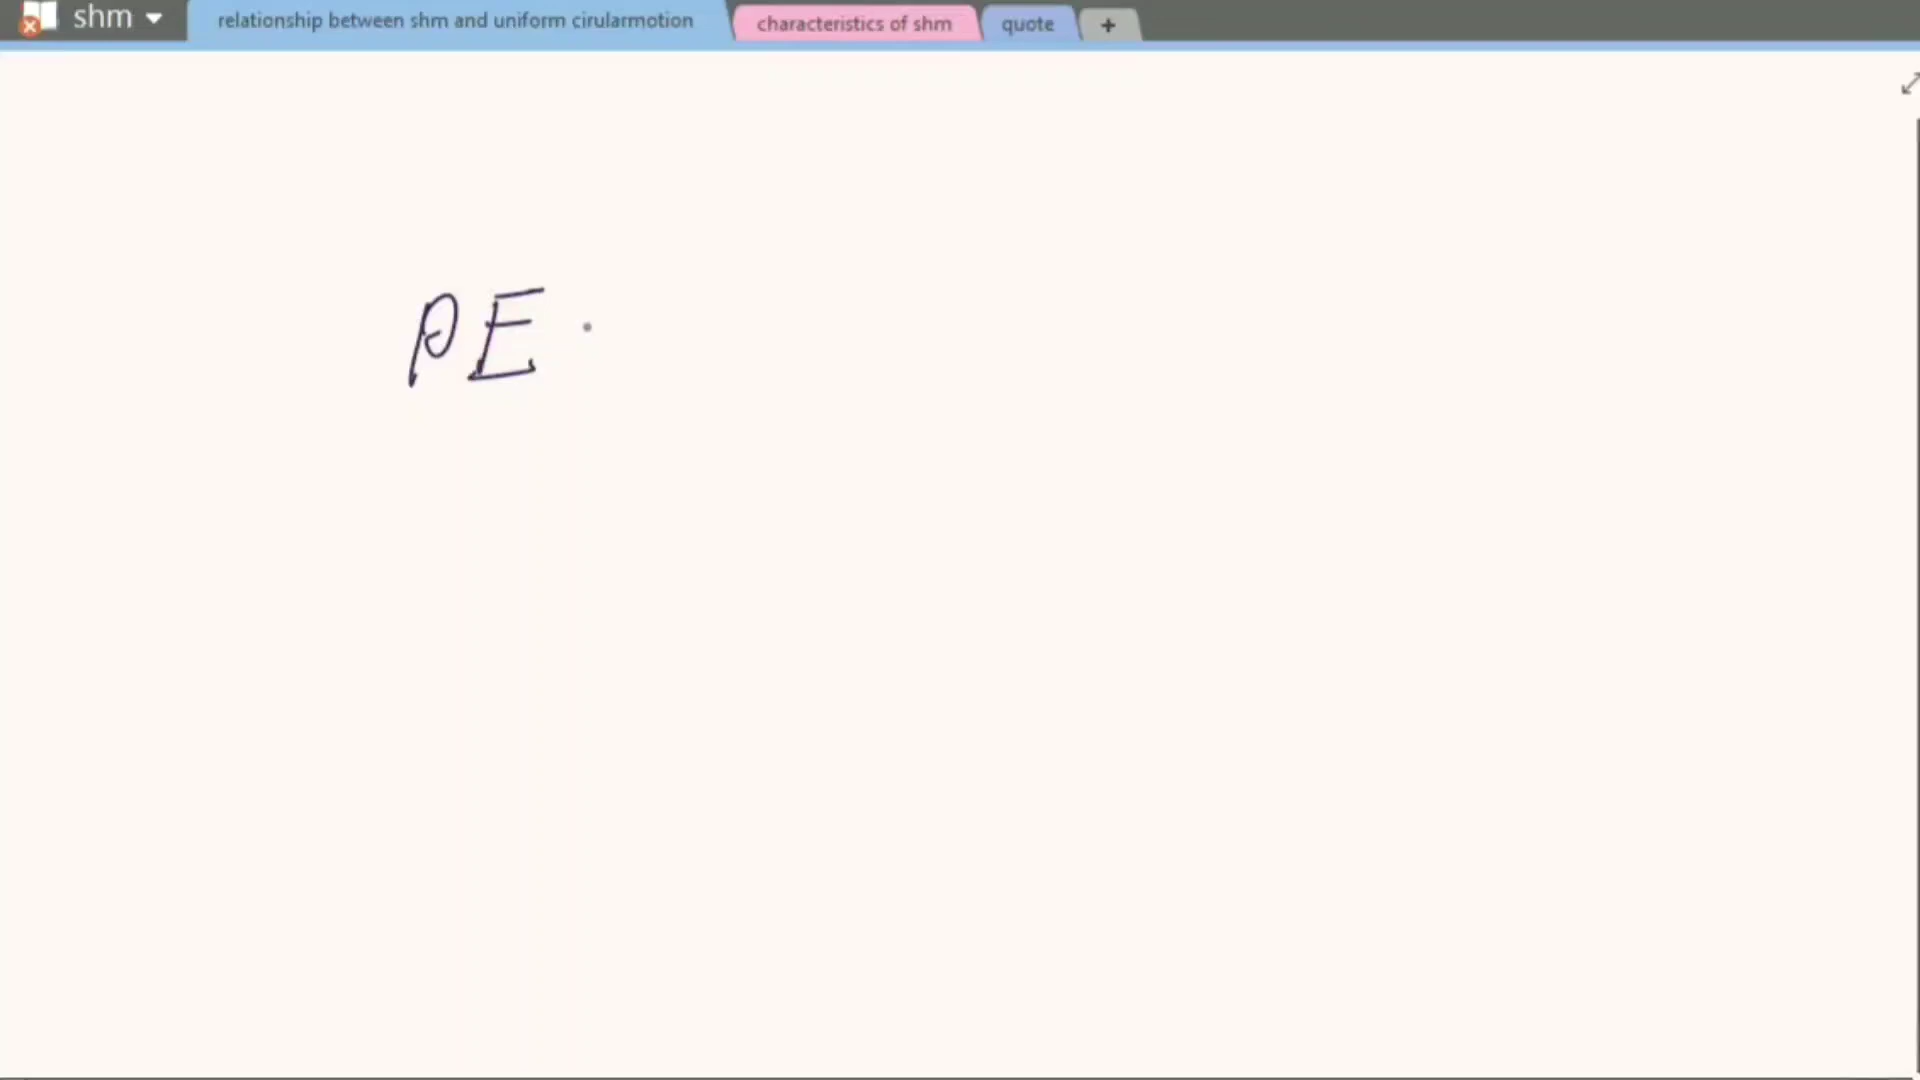 shm
relationship between shm and uniform cirularmotion
characteristics of shm
quote
+
PE